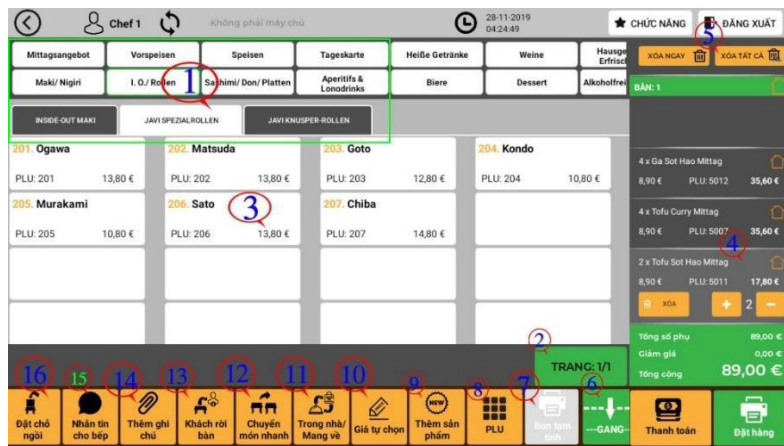 Chef 1
Không phải máy chủ
28-11-2019
04:24:49
CHỨC NĂNG
ĐĂNG XUẤT
Mittagsangebot
Vorspeisen
Speisen
Tageskarte
Heiße Getränke
Weine
Hausge
Erfrisc
Maki/ Nigiri
I. O./ Rollen
Sashimi/ Don/ Platten
Aperitifs &
Lonodrinks
Biere
Dessert
Alkoholfrei
1
5
XÓA NGAY
XÓA TẤT CẢ
BÀN: 1
INSIDE-OUT MAKI
JAVI SPEZIALROLLEN
JAVI KNUSPER-ROLLEN
201. Ogawa
PLU: 201 13,80 €
202. Matsuda
PLU: 202 13,80 €
203. Goto
PLU: 203 12,80 €
204. Kondo
PLU: 204 10,80 €
205. Murakami
PLU: 205 10,80 €
206. Sato
PLU: 206 13,80 €
3
207. Chiba
PLU: 207 14,80 €
4 x Ga Sot Hao Mittag
8,90 € PLU: 5012 35,60 €
4 x Tofu Curry Mittag
8,90 € PLU: 5007 35,60 €
4
2 x Tofu Sot Hao Mittag
8,90 € PLU: 5011 17,80 €
XÓA
+ 2 −
Tổng số phụ 89,00 €
Giảm giá 0,00 €
Tổng cộng 89,00 €
2
TRANG: 1/1
16
Đặt chỗ
ngồi
15
Nhắn tin
cho bếp
14
Thêm ghi
chú
13
Khách rời
bàn
12
Chuyển
món nhanh
11
Trong nhà/
Mang về
10
Giá tự chọn
9
NEW
Thêm sản
phẩm
8
PLU
7
Bon tạm
tính
6
---GANG---
Thanh toán
Đặt hàng